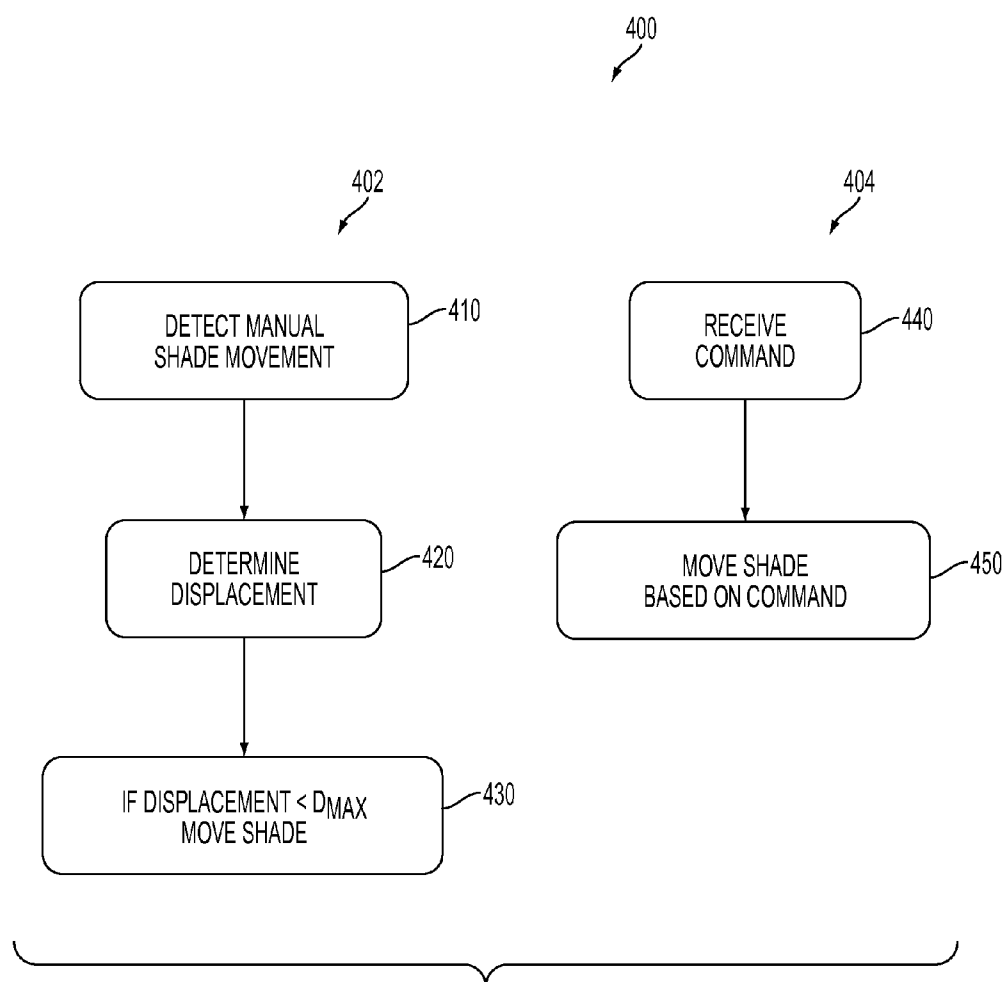 400
402
404
DETECT MANUAL
SHADE MOVEMENT
410
RECEIVE
COMMAND
440
DETERMINE
DISPLACEMENT
420
MOVE SHADE
BASED ON COMMAND
450
IF DISPLACEMENT < DMAX
MOVE SHADE
430